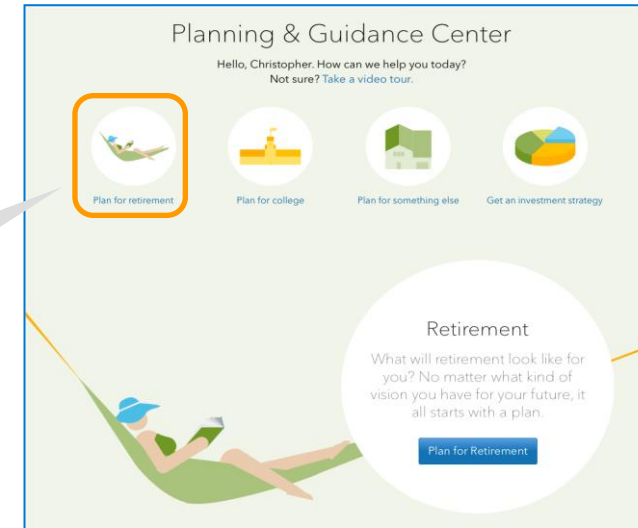 Planning & Guidance Center
Hello, Christopher. How can we help you today?
Not sure? Take a video tour.
Plan for retirement
Plan for college
Plan for something else
Get an investment strategy
Retirement
What will retirement look like for
you? No matter what kind of
vision you have for your future, it
all starts with a plan.
Plan for Retirement